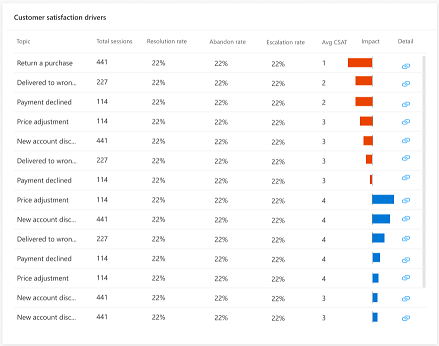 Customer satisfaction drivers
Topic Total sessions Resolution rate Abandon rate Escalation rate Avg CSAT Impact Detail
Return a purchase 441 22% 22% 22% 1
Delivered to wron... 227 22% 22% 22% 2
Payment declined 114 22% 22% 22% 2
Price adjustment 114 22% 22% 22% 3
New account disc... 441 22% 22% 22% 3
Delivered to wron... 227 22% 22% 22% 3
Payment declined 114 22% 22% 22% 3
Price adjustment 114 22% 22% 22% 4
New account disc... 441 22% 22% 22% 4
Delivered to wron... 227 22% 22% 22% 4
Payment declined 114 22% 22% 22% 4
Price adjustment 114 22% 22% 22% 4
New account disc... 441 22% 22% 22% 3
New account disc... 441 22% 22% 22% 3